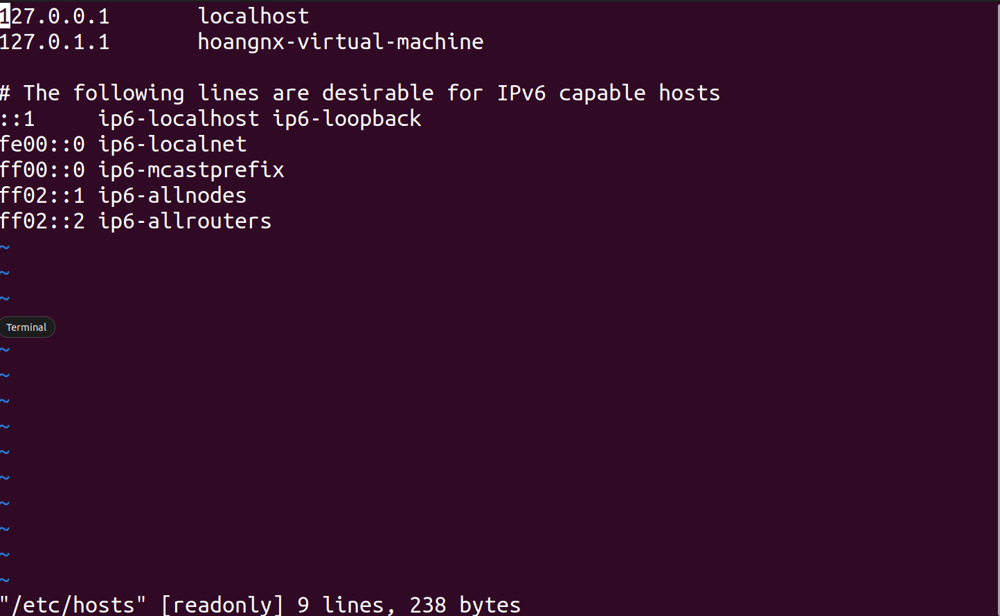 127.0.0.1       localhost
127.0.1.1       hoangnx-virtual-machine

# The following lines are desirable for IPv6 capable hosts
::1     ip6-localhost ip6-loopback
fe00::0 ip6-localnet
ff00::0 ip6-mcastprefix
ff02::1 ip6-allnodes
ff02::2 ip6-allrouters
~
~
~
Terminal
~
~
~
~
~
~
~
~
~
~
"/etc/hosts" [readonly] 9 lines, 238 bytes